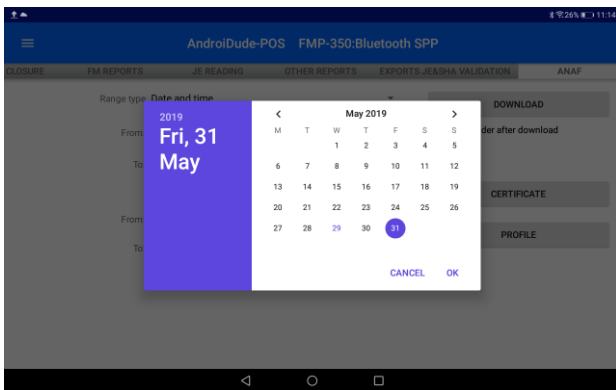 26% 11:14
AndroiDude-POS FMP-350:Bluetooth SPP
CLOSURE FM REPORTS JE READING OTHER REPORTS EXPORTS JE&SHA VALIDATION ANAF
Range type Date and time
DOWNLOAD
From
der after download
To
CERTIFICATE
From
PROFILE
To
2019
Fri, 31
May
May 2019
M T W T F S S
1 2 3 4 5
6 7 8 9 10 11 12
13 14 15 16 17 18 19
20 21 22 23 24 25 26
27 28 29 30 31
CANCEL OK